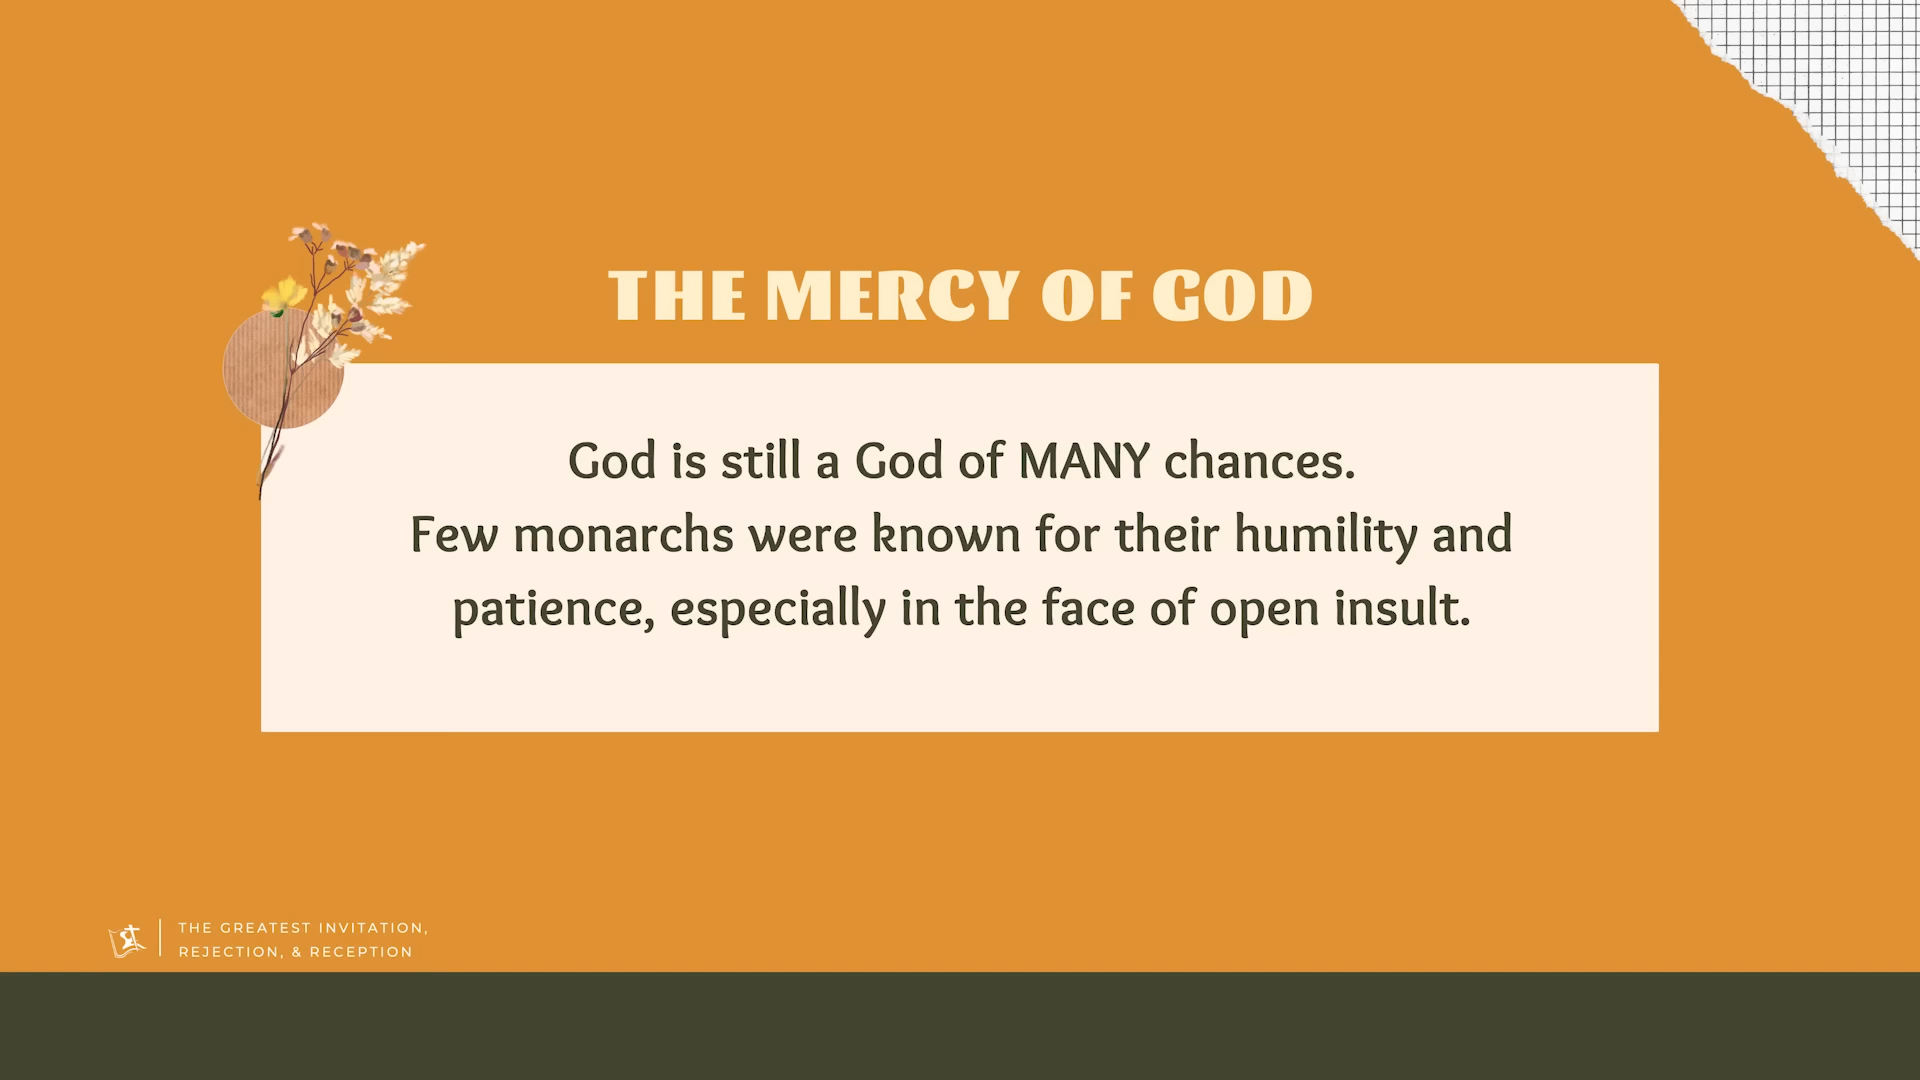 THE MERCY OF GOD
God is still a God of MANY chances.
Few monarchs were known for their humility and
patience, especially in the face of open insult.
THE GREATEST INVITATION,
REJECTION, & RECEPTION